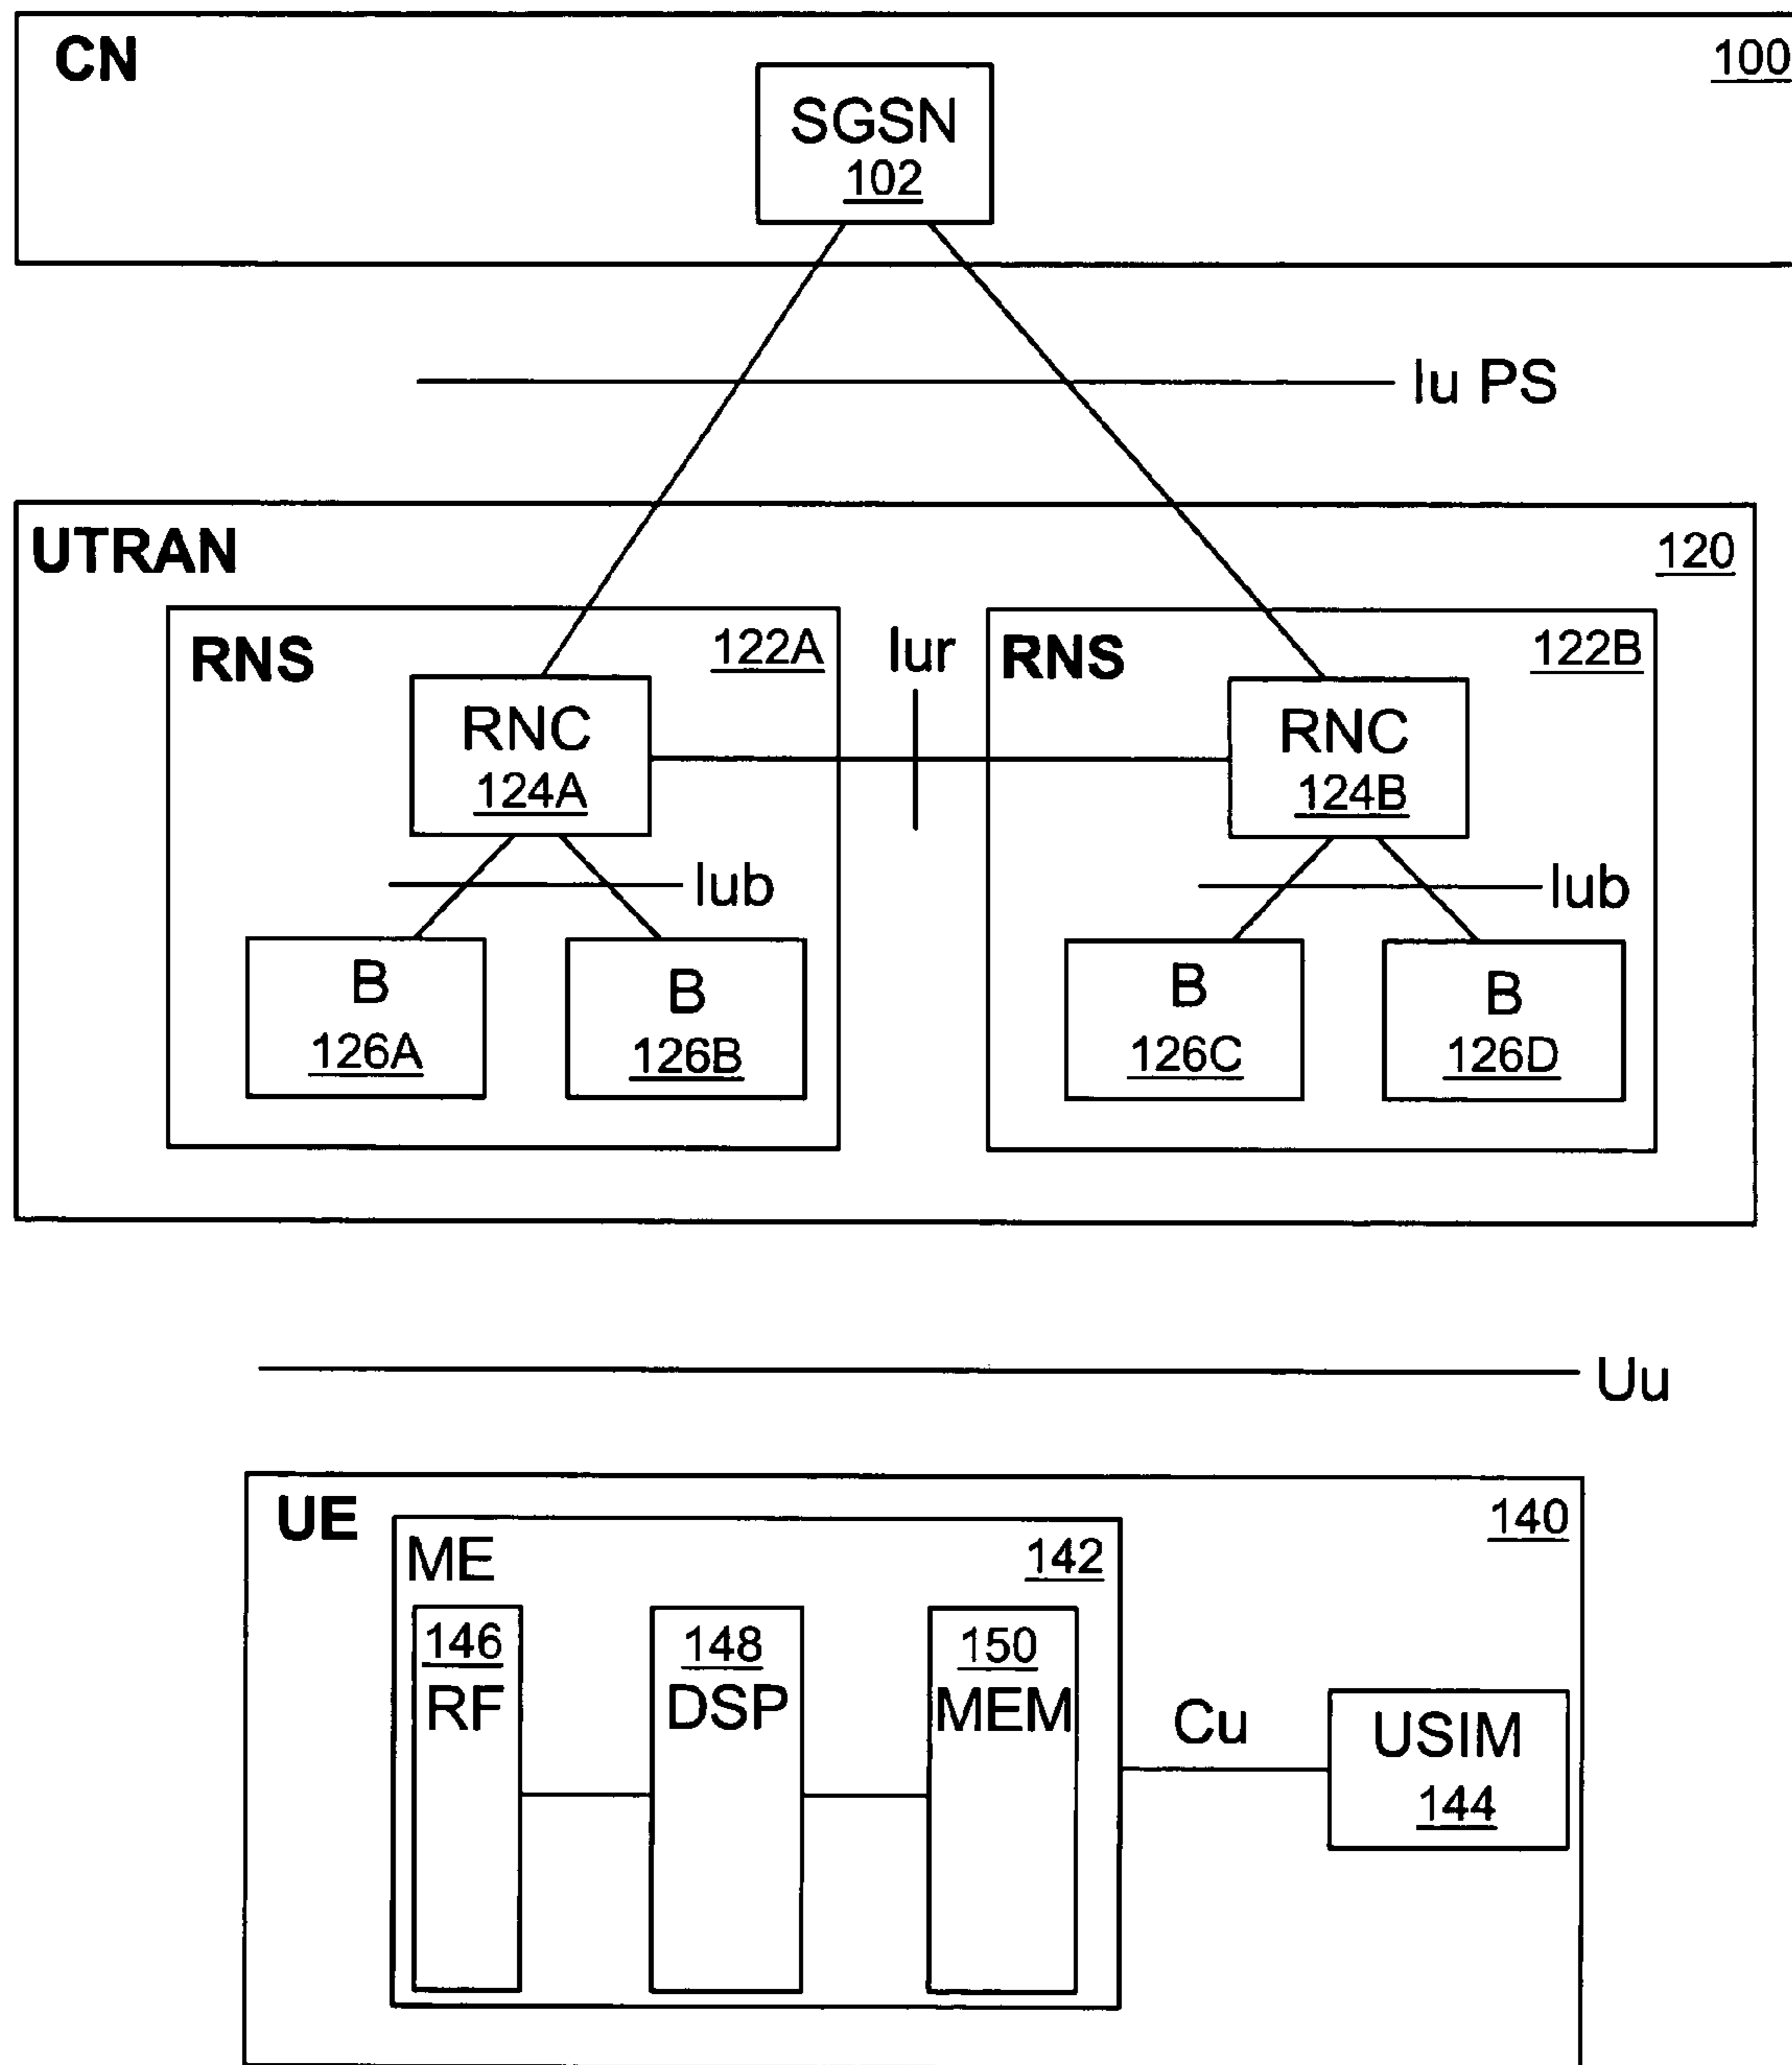 CN
100
SGSN
102
Iu PS
UTRAN
120
RNS
122A
Iur
RNS
122B
RNC
124A
RNC
124B
Iub
Iub
B
126A
B
126B
B
126C
B
126D
Uu
UE
140
ME
142
146
RF
148
DSP
150
MEM
Cu
USIM
144